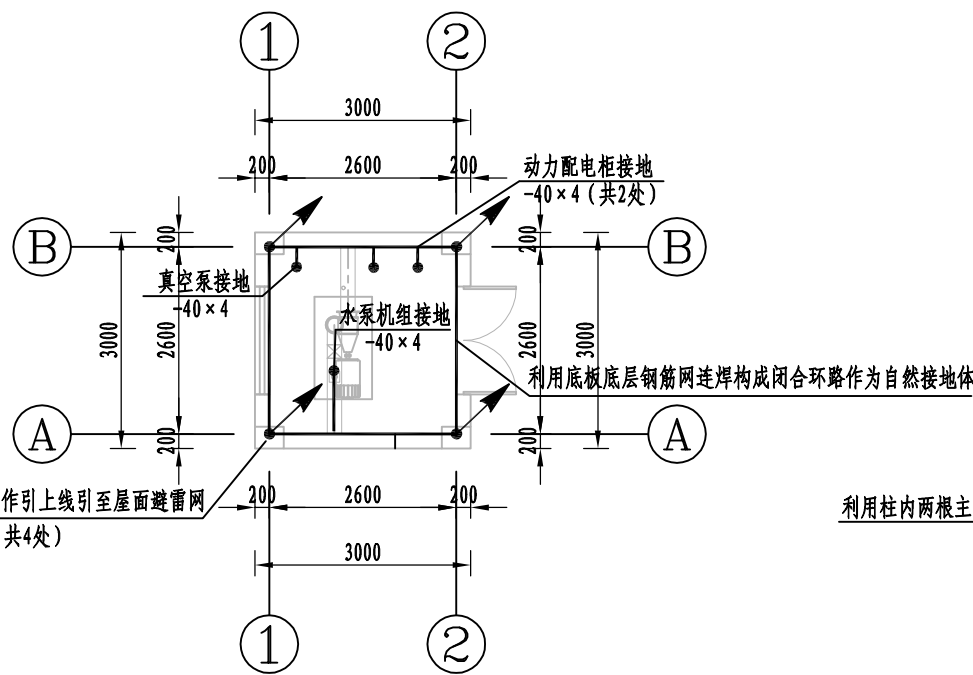 1 2
3000
200 2600 200
动力配电柜接地
-40×4（共2处）
B B
200 200
真空泵接地
-40×4
水泵机组接地
-40×4
3000 2600 2600 3000
利用底板底层钢筋网连焊构成闭合环路作为自然接地体
A A
200 200
作引上线引至屋面避雷网
共4处）
200 2600 200
利用柱内两根主
3000
1 2